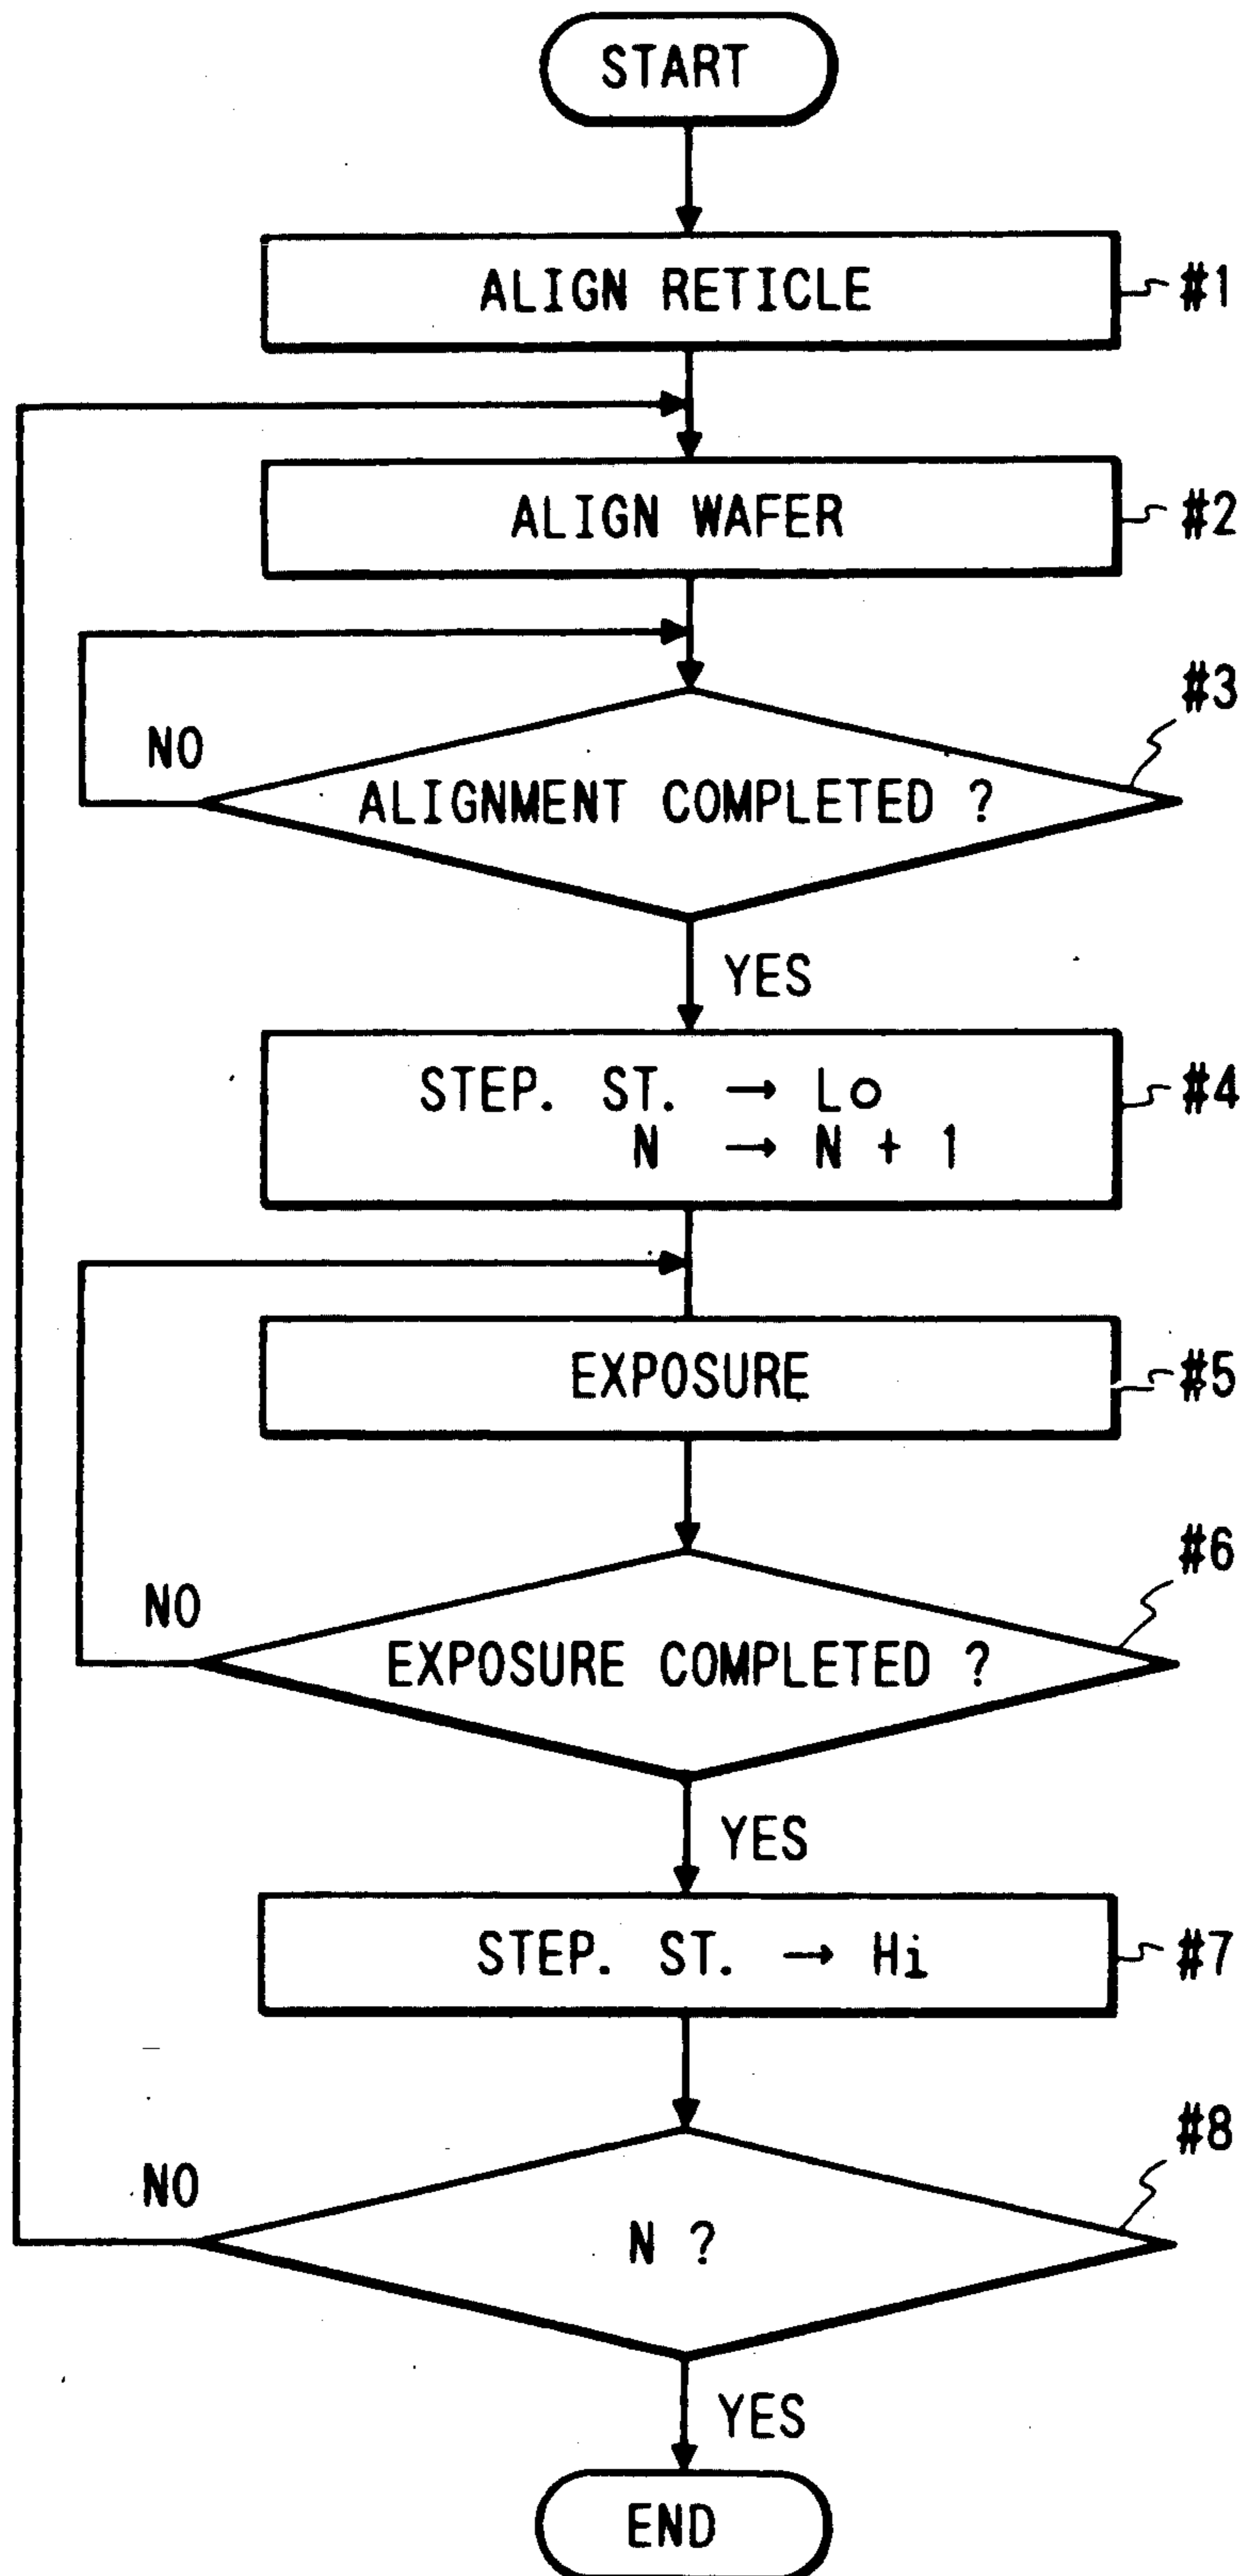 START
ALIGN RETICLE
#1
ALIGN WAFER
#2
#3
NO
ALIGNMENT COMPLETED ?
YES
STEP. ST. → Lo
N → N + 1
#4
EXPOSURE
#5
#6
NO
EXPOSURE COMPLETED ?
YES
STEP. ST. → Hi
#7
#8
NO
N ?
YES
END